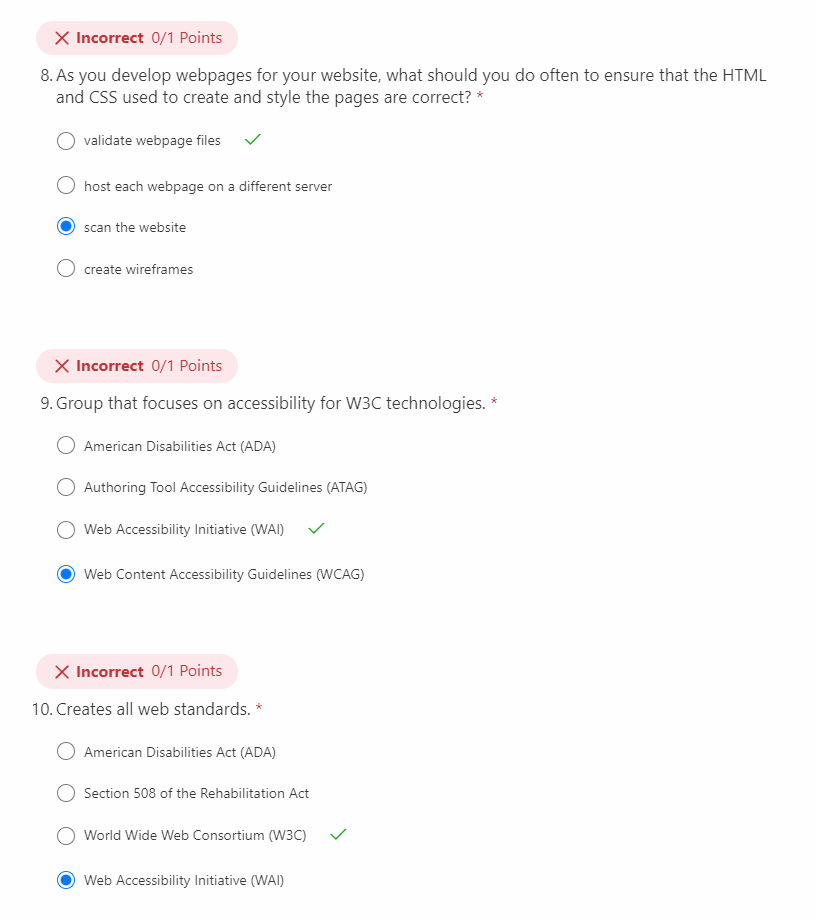 Incorrect 0/1 Points
8. As you develop webpages for your website, what should you do often to ensure that the HTML
and CSS used to create and style the pages are correct? *
validate webpage files
host each webpage on a different server
scan the website
create wireframes
Incorrect 0/1 Points
9. Group that focuses on accessibility for W3C technologies. *
American Disabilities Act (ADA)
Authoring Tool Accessibility Guidelines (ATAG)
Web Accessibility Initiative (WAI)
Web Content Accessibility Guidelines (WCAG)
Incorrect 0/1 Points
10. Creates all web standards. *
American Disabilities Act (ADA)
Section 508 of the Rehabilitation Act
World Wide Web Consortium (W3C)
Web Accessibility Initiative (WAI)